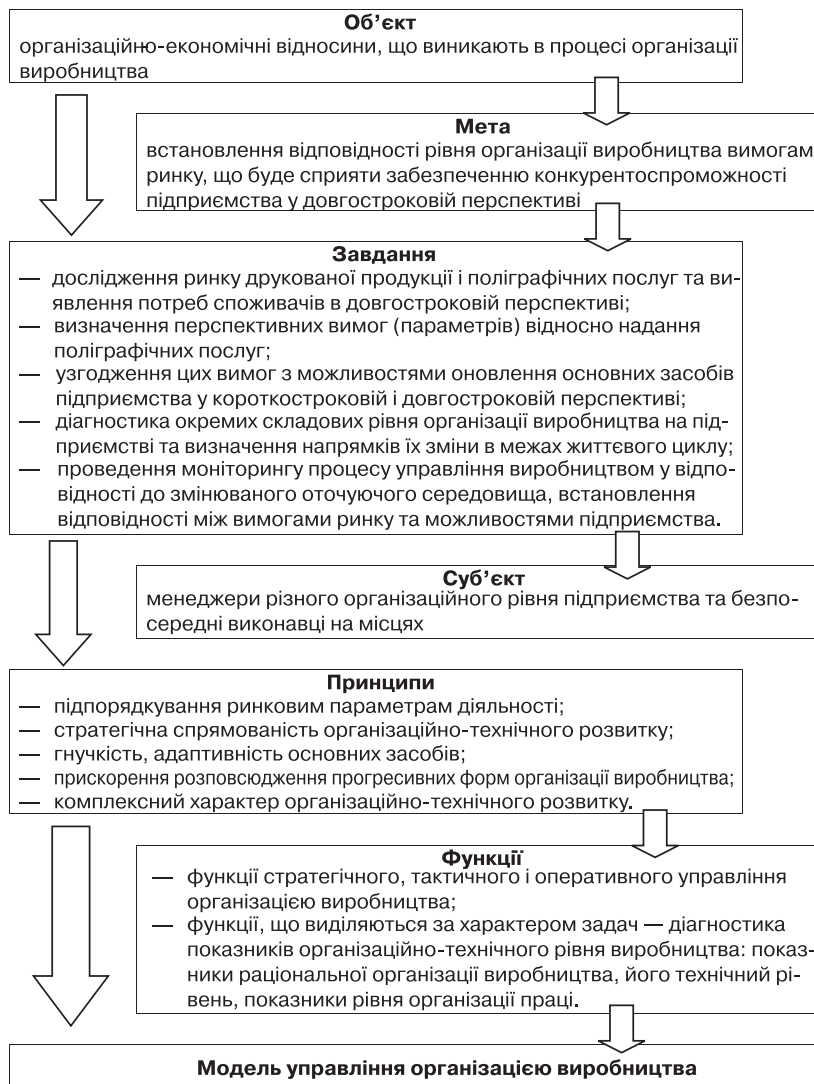 Об’єкт
організаційно-економічні відносини, що виникають в процесі організації
виробництва
Мета
встановлення відповідності рівня організації виробництва вимогам
ринку, що буде сприяти забезпеченню конкурентоспроможності
підприємства у довгостроковій перспективі
Завдання
— дослідження ринку друкованої продукції і поліграфічних послуг та ви-
явлення потреб споживачів в довгостроковій перспективі;
— визначення перспективних вимог (параметрів) відносно надання
поліграфічних послуг;
— узгодження цих вимог з можливостями оновлення основних засобів
підприємства у короткостроковій і довгостроковій перспективі;
— діагностика окремих складових рівня організації виробництва на під-
приємстві та визначення напрямків їх зміни в межах життєвого циклу;
— проведення моніторингу процесу управління виробництвом у відпо-
відності до змінюваного оточуючого середовища, встановлення
відповідності між вимогами ринку та можливостями підприємства.
Суб’єкт
менеджери різного організаційного рівня підприємства та безпо-
середні виконавці на місцях
Принципи
— підпорядкування ринковим параметрам діяльності;
— стратегічна спрямованість організаційно-технічного розвитку;
— гнучкість, адаптивність основних засобів;
— прискорення розповсюдження прогресивних форм організації виробництва;
— комплексний характер організаційно-технічного розвитку.
Функції
— функції стратегічного, тактичного і оперативного управління
організацією виробництва;
— функції, що виділяються за характером задач — діагностика
показників організаційно-технічного рівня виробництва: показ-
ники раціональної організації виробництва, його технічний рі-
вень, показники рівня організації праці.
Модель управління організацією виробництва